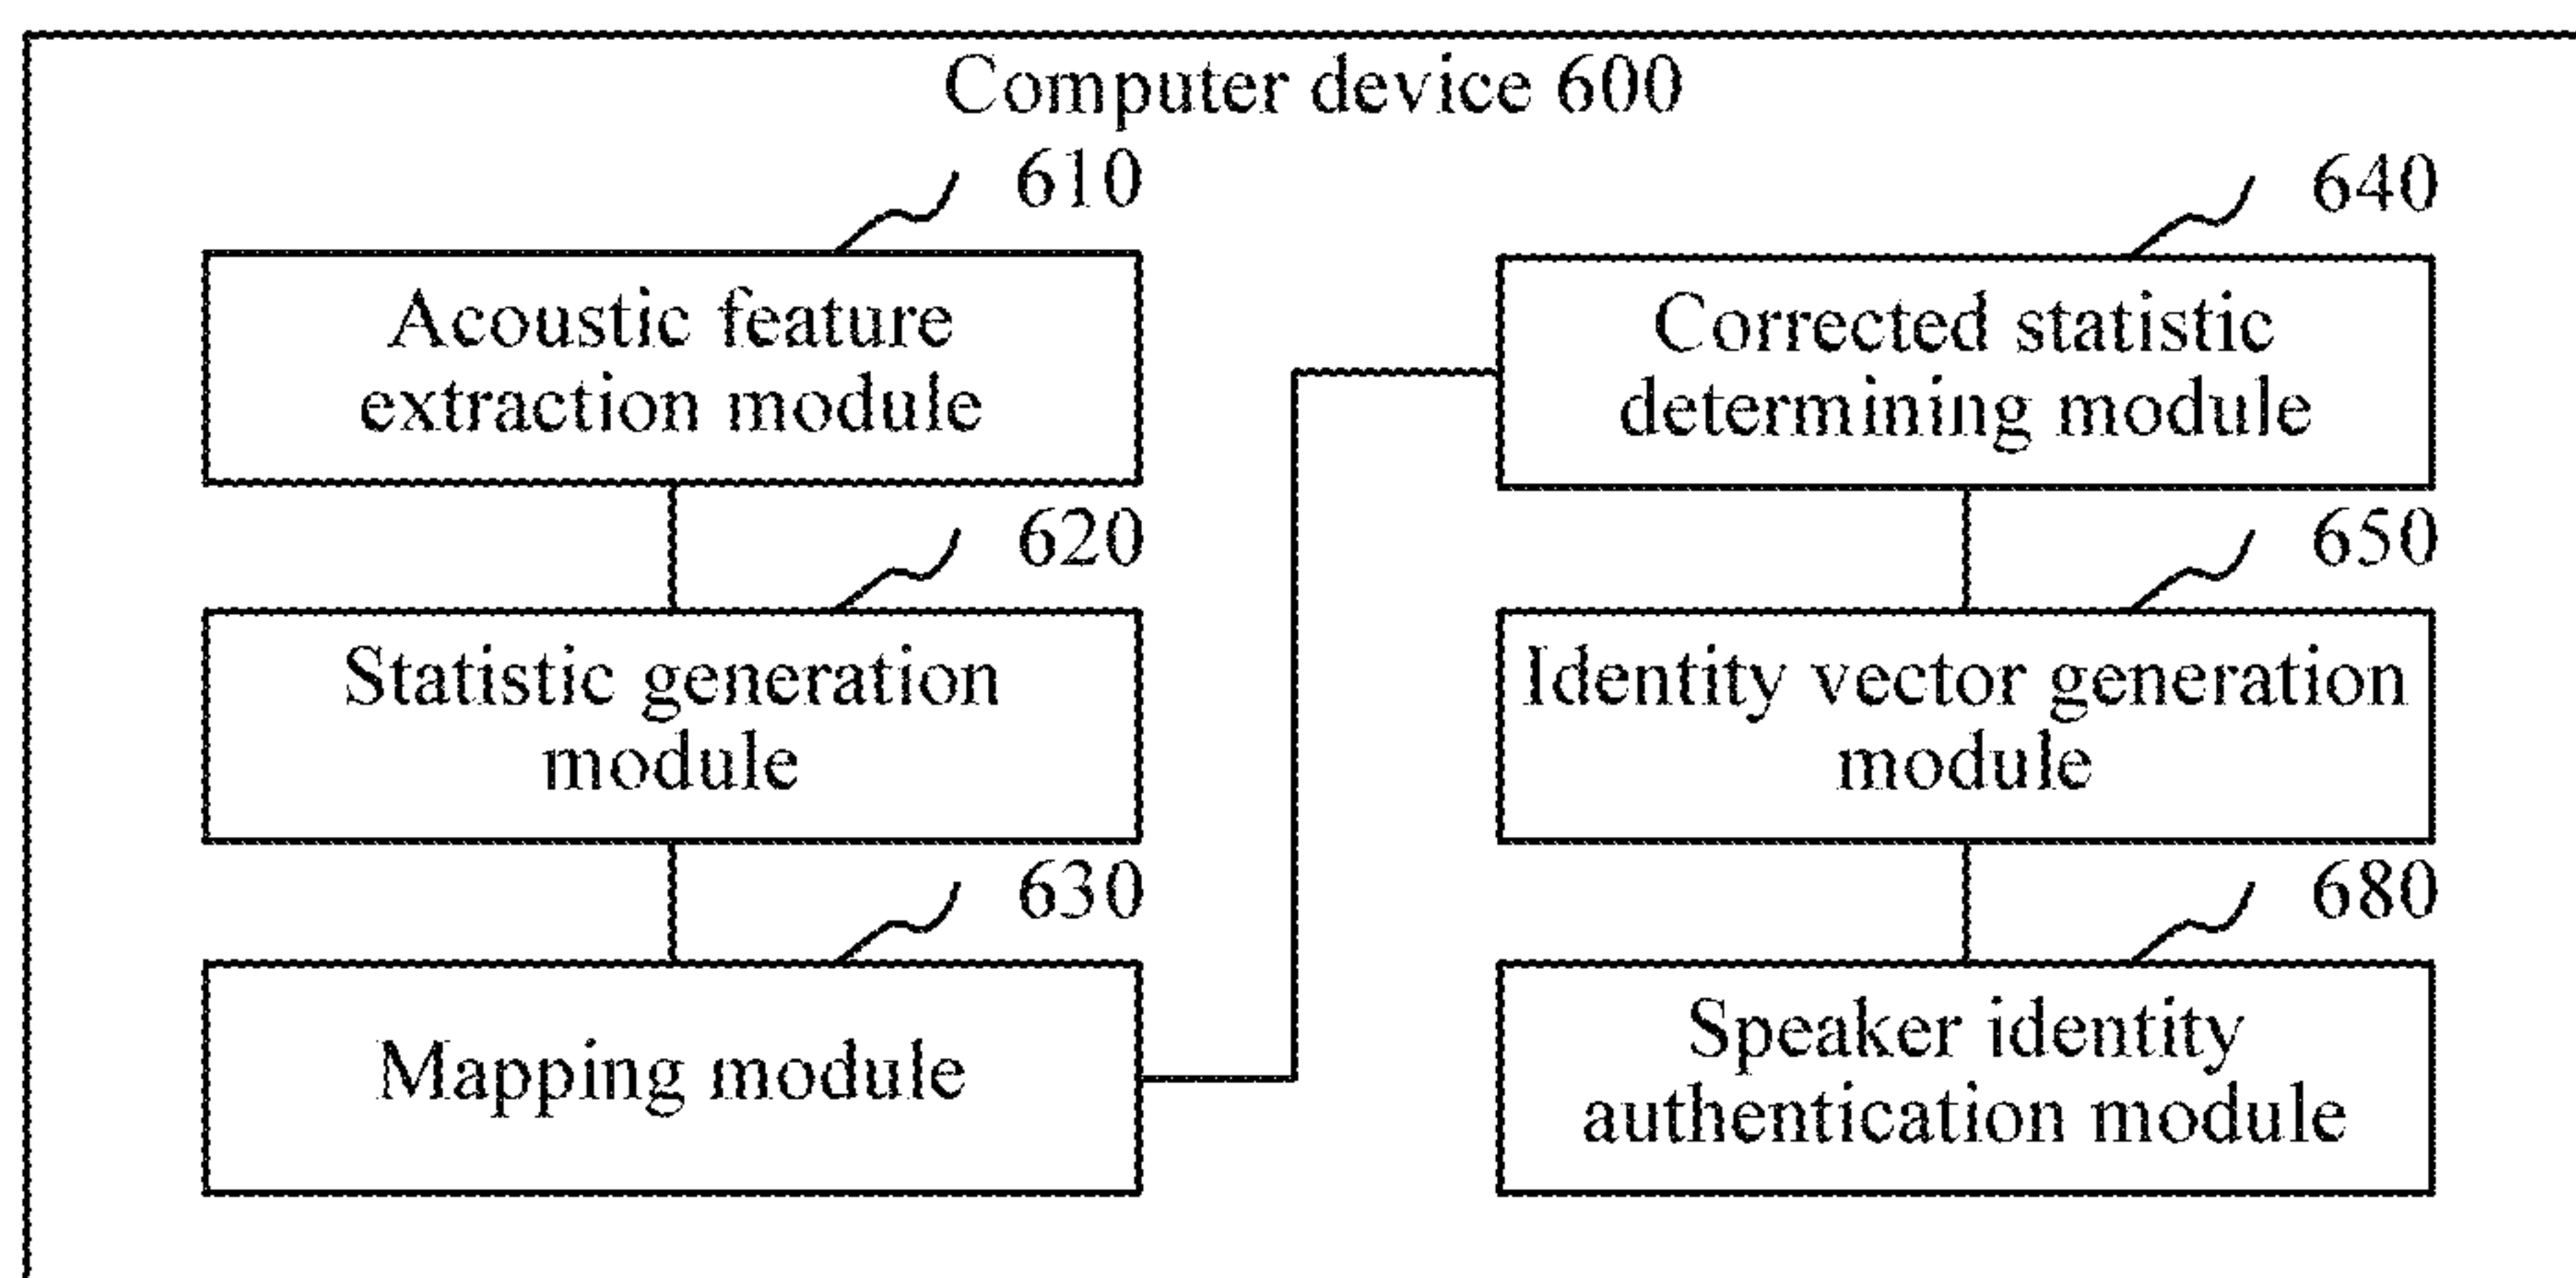 Computer device 600
610
Acoustic feature
extraction module
620
Statistic generation
module
630
Mapping module
640
Corrected statistic
determining module
650
Identity vector generation
module
680
Speaker identity
authentication module